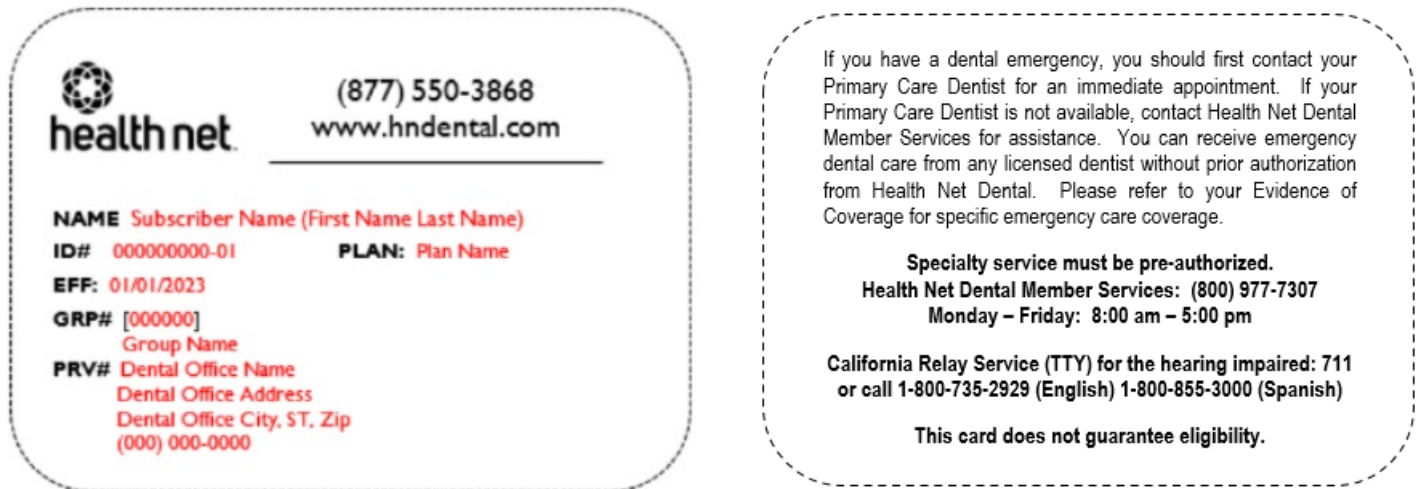 health net
(877) 550-3868
www.hndental.com
NAME Subscriber Name (First Name Last Name)
ID# 000000000-01 PLAN: Plan Name
EFF: 01/01/2023
GRP# [000000]
Group Name
PRV# Dental Office Name
Dental Office Address
Dental Office City, ST, Zip
(000) 000-0000
If you have a dental emergency, you should first contact your
Primary Care Dentist for an immediate appointment. If your
Primary Care Dentist is not available, contact Health Net Dental
Member Services for assistance. You can receive emergency
dental care from any licensed dentist without prior authorization
from Health Net Dental. Please refer to your Evidence of
Coverage for specific emergency care coverage.
Specialty service must be pre-authorized.
Health Net Dental Member Services: (800) 977-7307
Monday – Friday: 8:00 am – 5:00 pm
California Relay Service (TTY) for the hearing impaired: 711
or call 1-800-735-2929 (English) 1-800-855-3000 (Spanish)
This card does not guarantee eligibility.